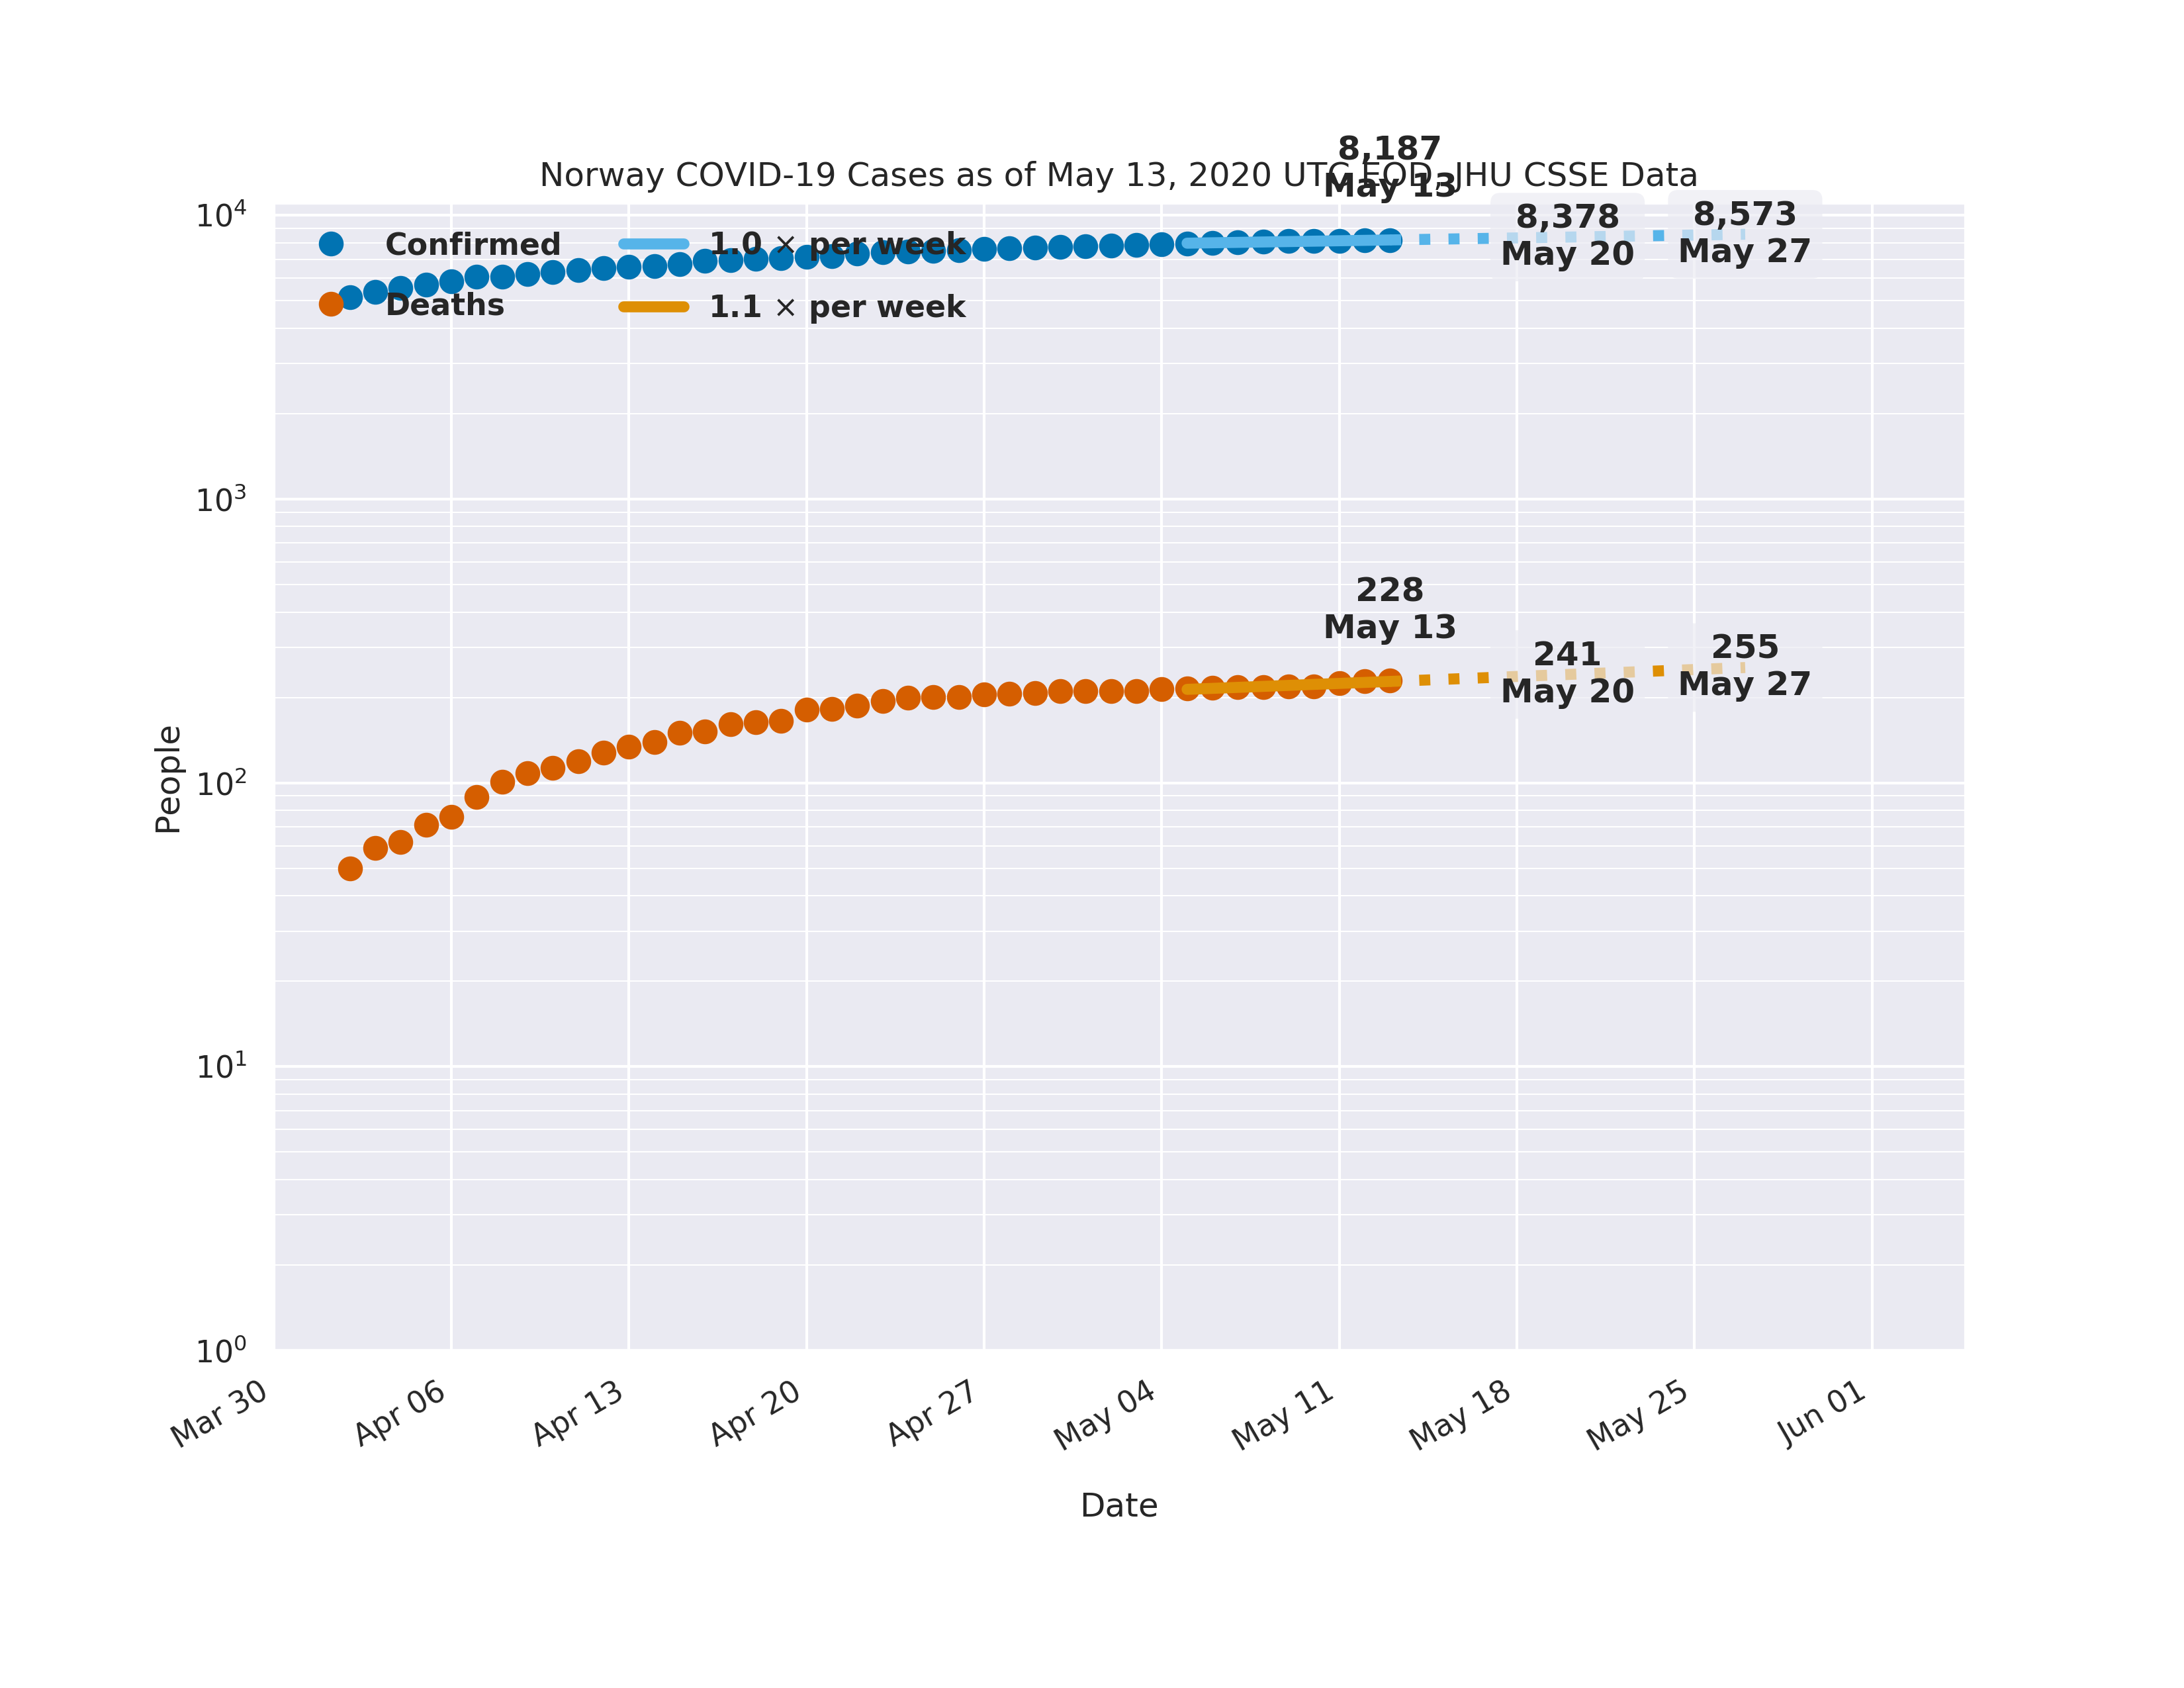 8,187
May 13
Norway COVID-19 Cases as of May 13, 2020 UTC EOD, JHU CSSE Data
10⁴
Confirmed
1.0 × per week
8,378
May 20
8,573
May 27
Deaths
1.1 × per week
10³
228
May 13
241
May 20
255
May 27
People
10²
10¹
10⁰
Mar 30
Apr 06
Apr 13
Apr 20
Apr 27
May 04
May 11
May 18
May 25
Jun 01
Date